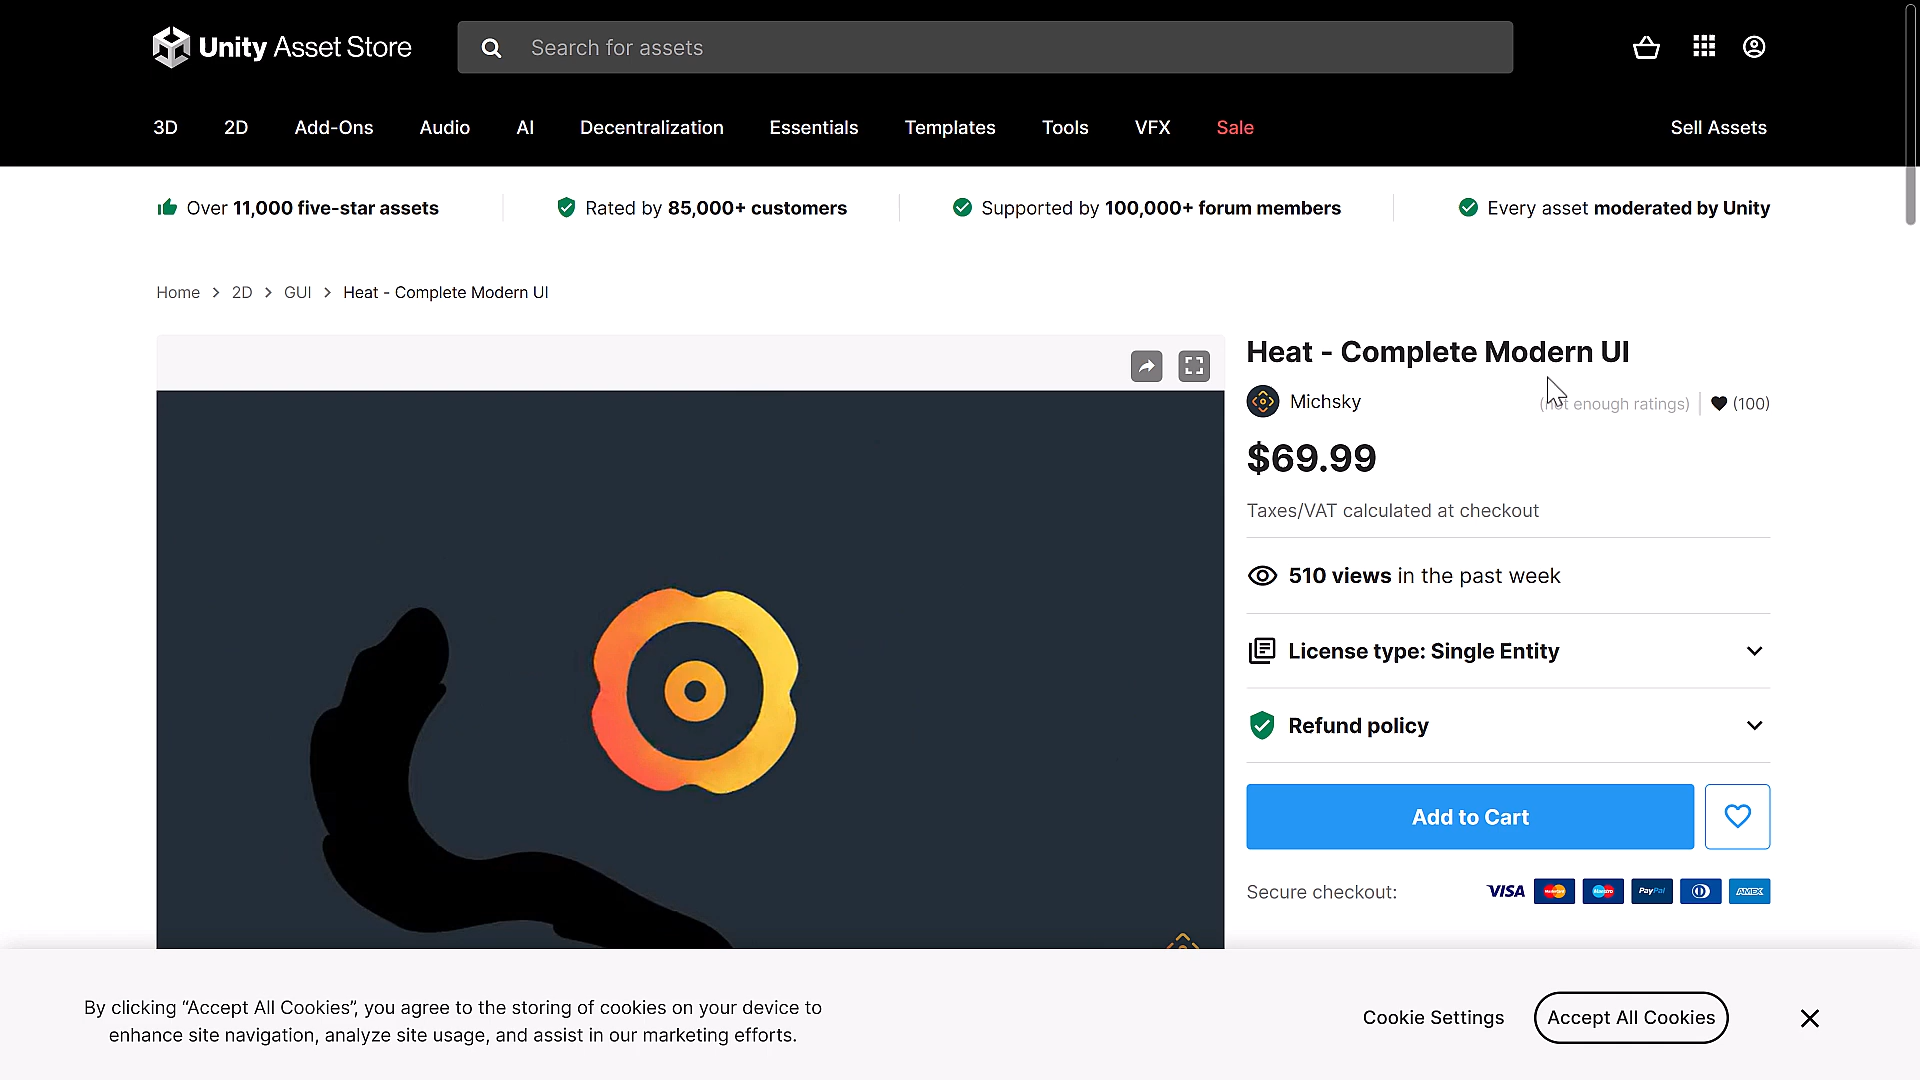 Unity Asset Store
Search for assets
3D 2D Add-Ons Audio AI Decentralization Essentials Templates Tools VFX Sale Sell Assets
Over 11,000 five-star assets Rated by 85,000+ customers Supported by 100,000+ forum members Every asset moderated by Unity
Home > 2D > GUI > Heat - Complete Modern UI
Heat - Complete Modern UI
Michsky (not enough ratings) (100)
$69.99
Taxes/VAT calculated at checkout
510 views in the past week
License type: Single Entity
Refund policy
Add to Cart
Secure checkout: VISA MasterCard Maestro PayPal AMEX
By clicking “Accept All Cookies”, you agree to the storing of cookies on your device to
enhance site navigation, analyze site usage, and assist in our marketing efforts.
Cookie Settings Accept All Cookies